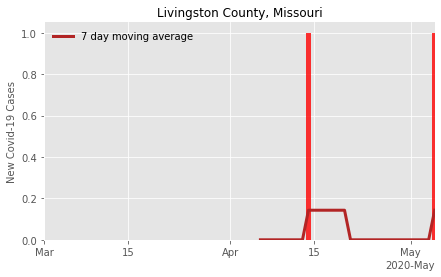 Livingston County, Missouri
7 day moving average
New Covid-19 Cases
1.0
0.8
0.6
0.4
0.2
0.0
Mar 15 Apr 15 May
2020-May